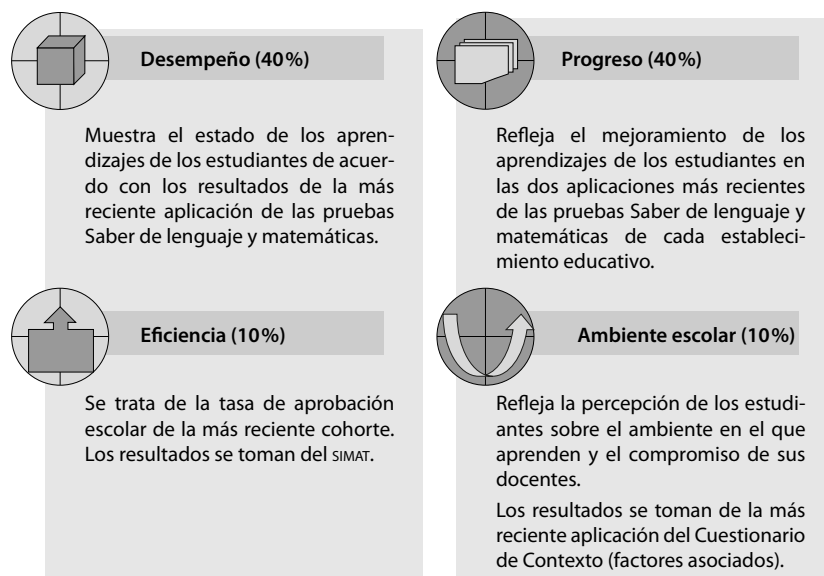 Desempeño (40%)
Muestra el estado de los apren-
dizajes de los estudiantes de acuer-
do con los resultados de la más
reciente aplicación de las pruebas
Saber de lenguaje y matemáticas.
Progreso (40%)
Refleja el mejoramiento de los
aprendizajes de los estudiantes en
las dos aplicaciones más recientes
de las pruebas Saber de lenguaje y
matemáticas de cada estableci-
miento educativo.
Eficiencia (10%)
Se trata de la tasa de aprobación
escolar de la más reciente cohorte.
Los resultados se toman del SIMAT.
Ambiente escolar (10%)
Refleja la percepción de los estudi-
antes sobre el ambiente en el que
aprenden y el compromiso de sus
docentes.
Los resultados se toman de la más
reciente aplicación del Cuestionario
de Contexto (factores asociados).